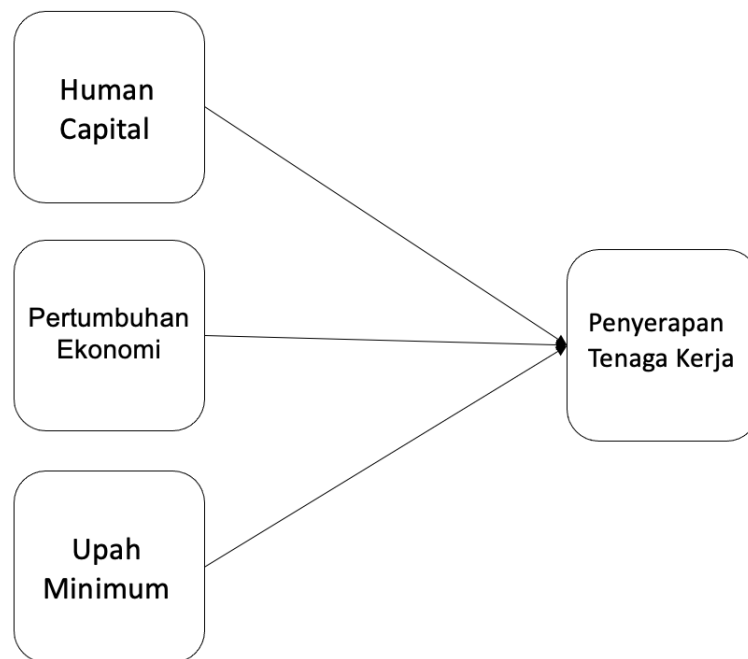 Human
Capital
Pertumbuhan
Ekonomi
Penyerapan
Tenaga Kerja
Upah
Minimum